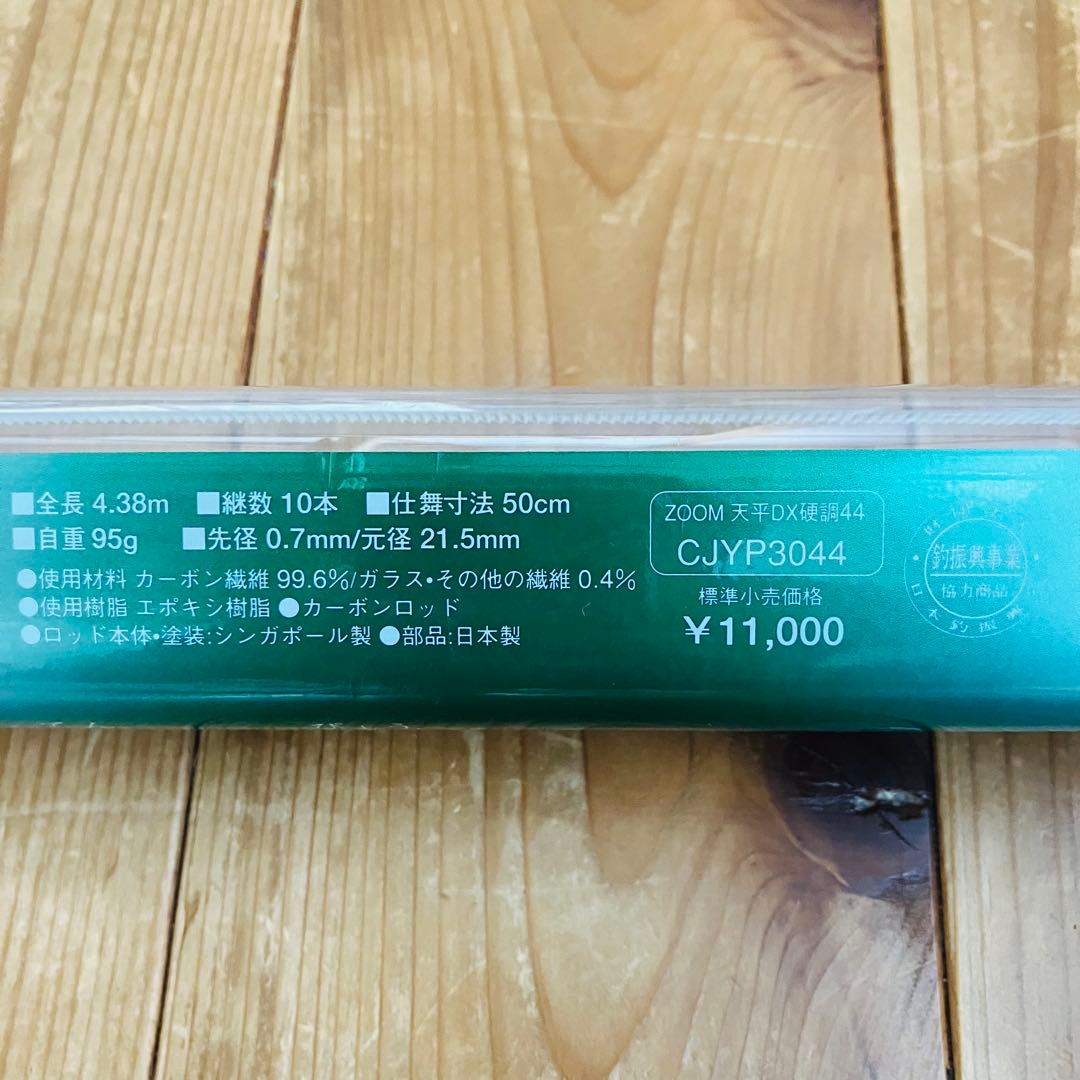 ■全長 4.38m ■継数 10本 ■仕舞寸法 50cm
■自重 95g ■先径 0.7mm/元径 21.5mm
●使用材料 カーボン繊維 99.6%/ガラス・その他の繊維 0.4%
●使用樹脂 エポキシ樹脂 ●カーボンロッド
●ロッド本体・塗装:シンガポール製 ●部品:日本製
ZOOM 天平DX硬調44
CJYP3044
標準小売価格
￥11,000
釣振興事業
協力商品